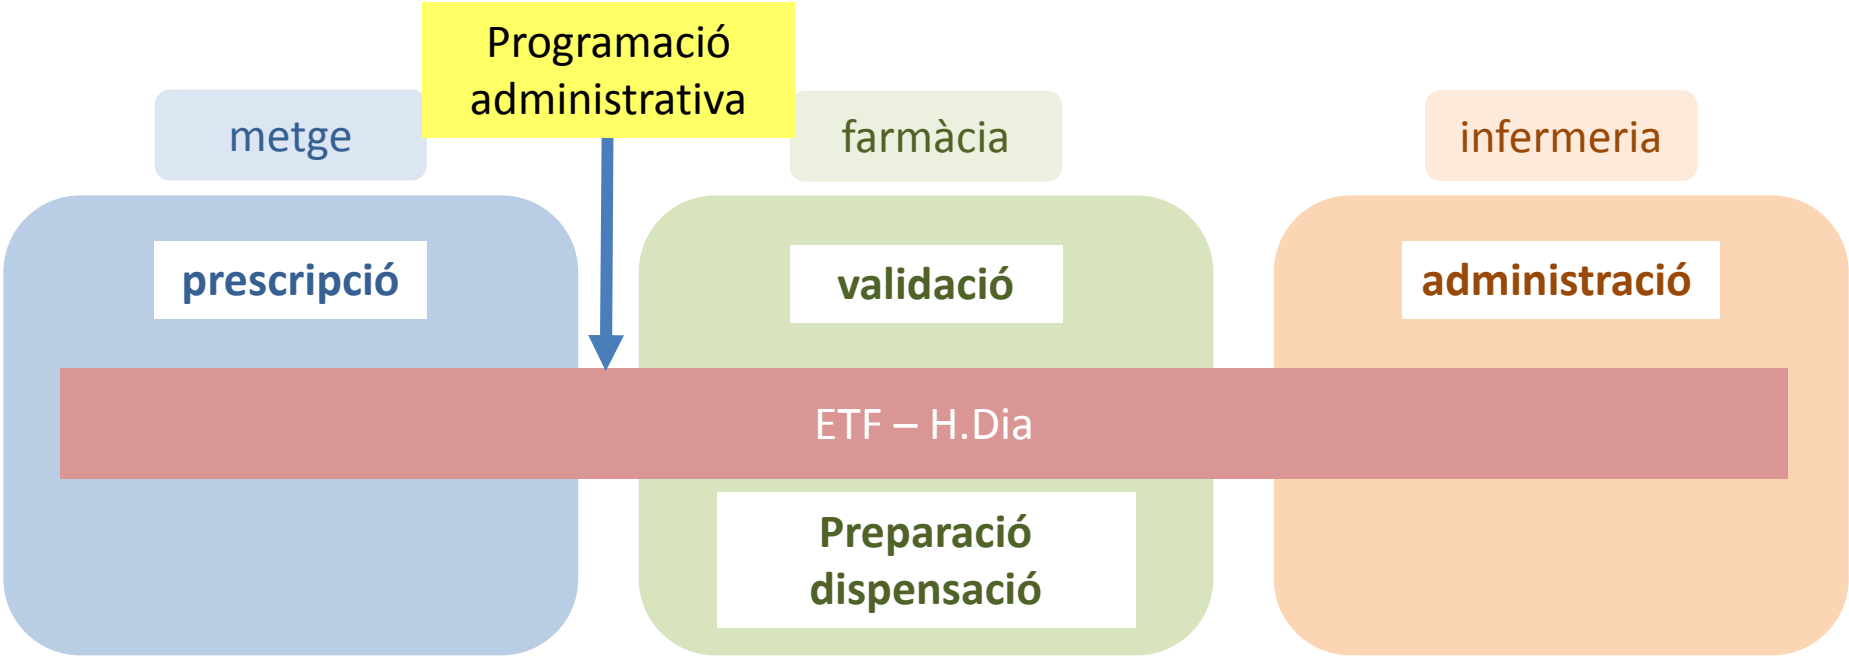 Programació
administrativa
metge
farmàcia
infermeria
prescripció
validació
administració
ETF – H.Dia
Preparació
dispensació